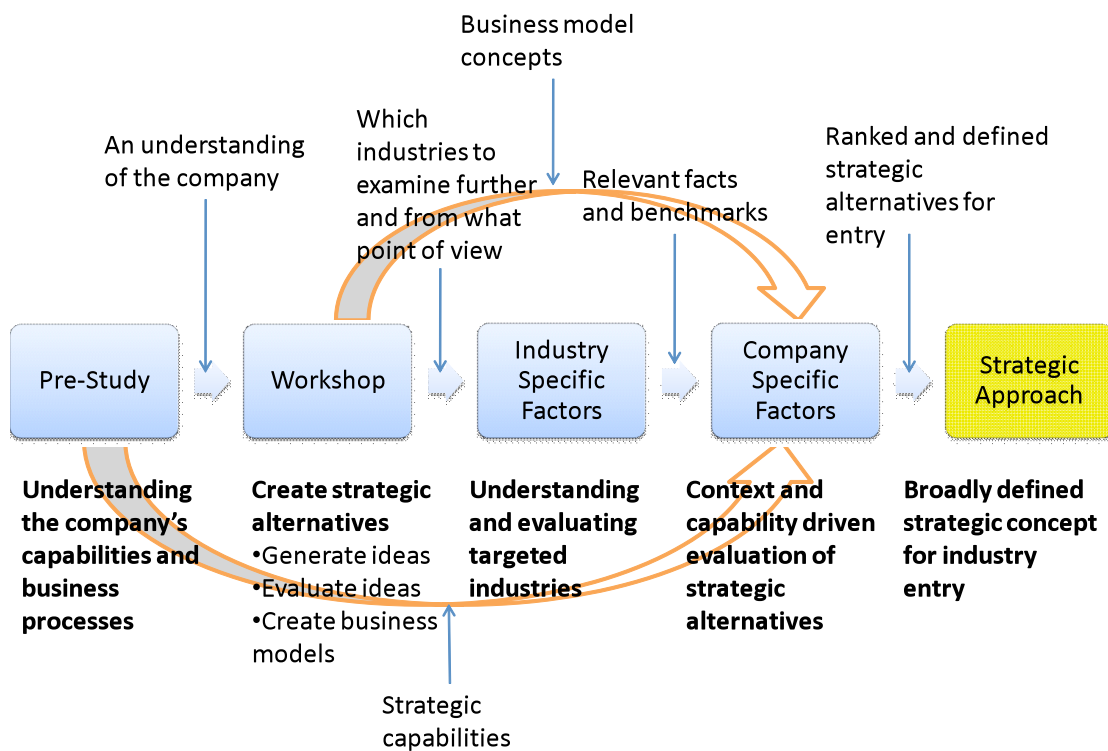 Business model
concepts
An understanding
of the company
Which
industries to
examine further
and from what
point of view
Relevant facts
and benchmarks
Ranked and defined
strategic
alternatives for
entry
Pre-Study
Workshop
Industry
Specific
Factors
Company
Specific
Factors
Strategic
Approach
Understanding
the company’s
capabilities and
business
processes
Create strategic
alternatives
•Generate ideas
•Evaluate ideas
•Create business
models
Understanding
and evaluating
targeted
industries
Context and
capability driven
evaluation of
strategic
alternatives
Broadly defined
strategic concept
for industry
entry
Strategic
capabilities